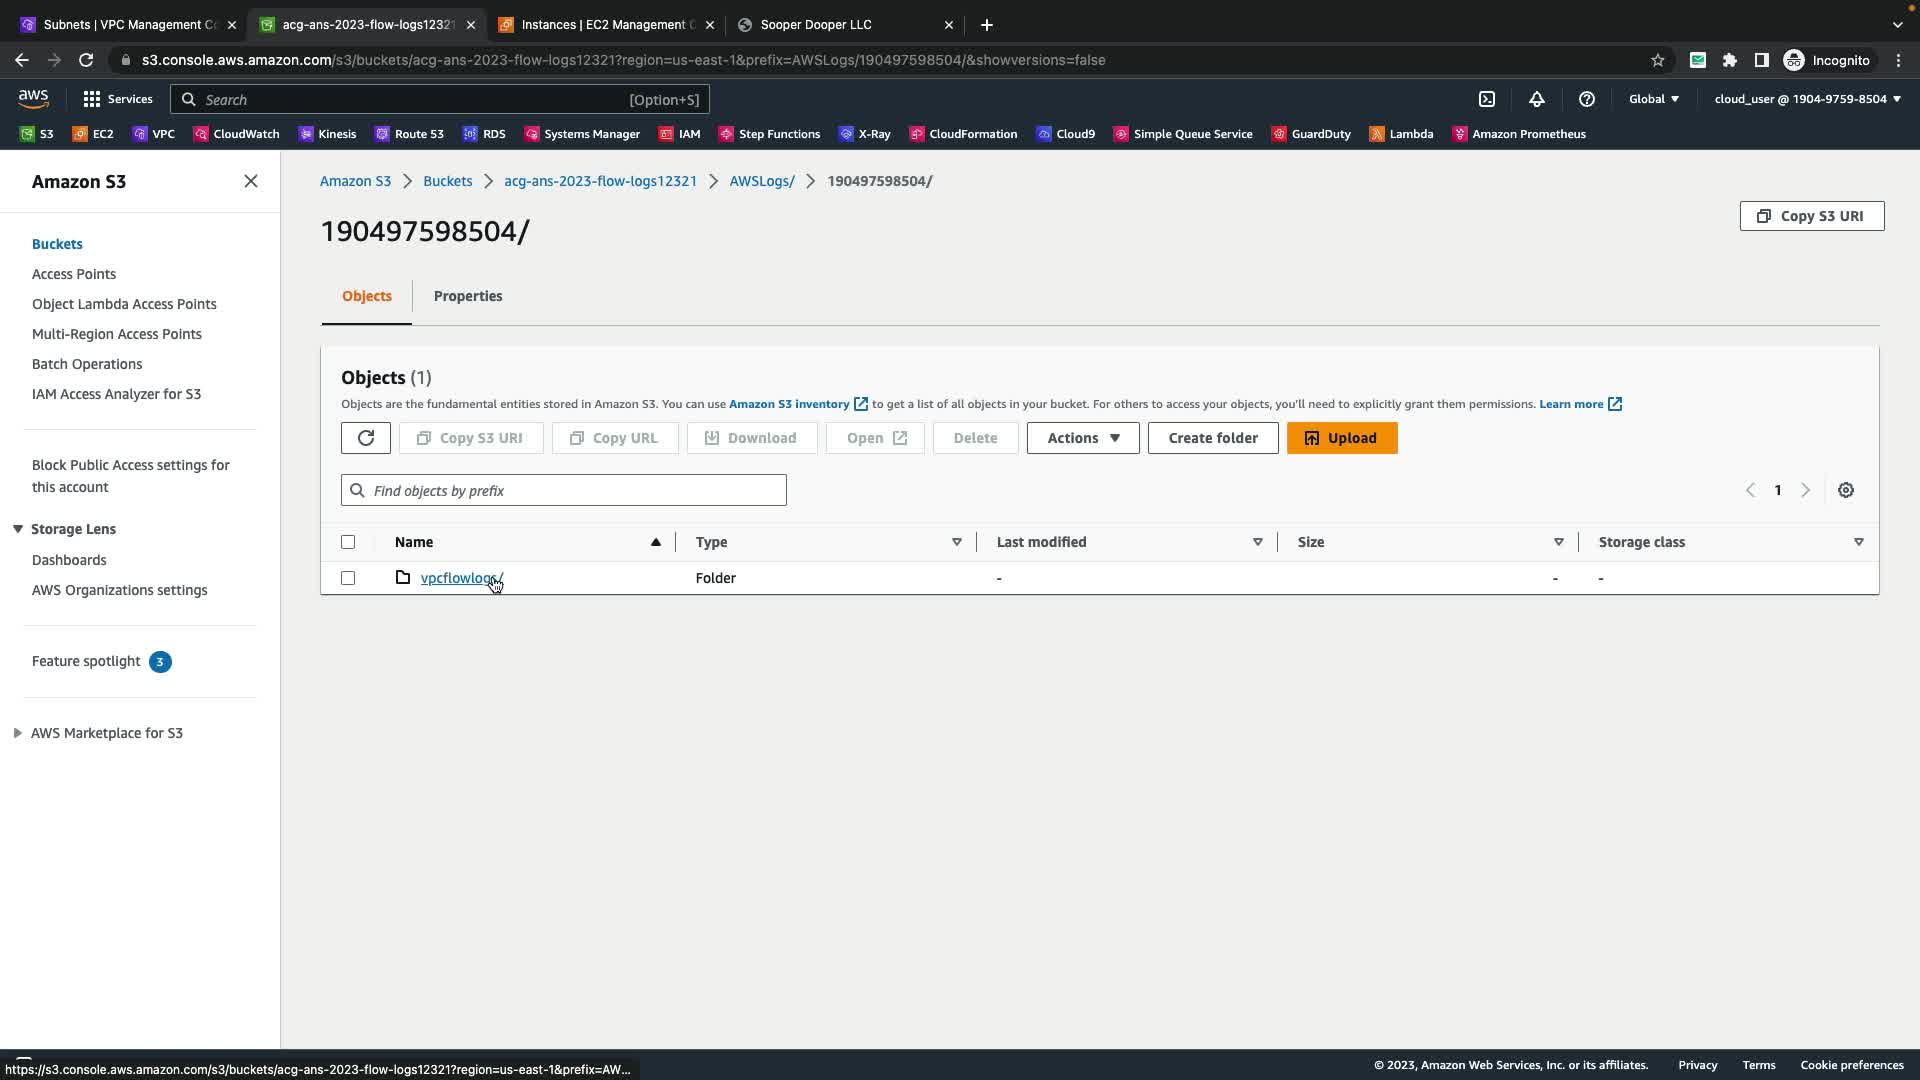 Subnets | VPC Management Co
acg-ans-2023-flow-logs12321
Instances | EC2 Management C
Sooper Dooper LLC
s3.console.aws.amazon.com/s3/buckets/acg-ans-2023-flow-logs12321?region=us-east-1&prefix=AWSLogs/190497598504/&showversions=false
Incognito
aws
Services
Search
[Option+S]
Global
cloud_user @ 1904-9759-8504
S3
EC2
VPC
CloudWatch
Kinesis
Route 53
RDS
Systems Manager
IAM
Step Functions
X-Ray
CloudFormation
Cloud9
Simple Queue Service
GuardDuty
Lambda
Amazon Prometheus
Amazon S3
Buckets
Access Points
Object Lambda Access Points
Multi-Region Access Points
Batch Operations
IAM Access Analyzer for S3
Block Public Access settings for
this account
Storage Lens
Dashboards
AWS Organizations settings
Feature spotlight 3
AWS Marketplace for S3
Amazon S3 > Buckets > acg-ans-2023-flow-logs12321 > AWSLogs/ > 190497598504/
190497598504/
Copy S3 URI
Objects
Properties
Objects (1)
Objects are the fundamental entities stored in Amazon S3. You can use Amazon S3 inventory to get a list of all objects in your bucket. For others to access your objects, you'll need to explicitly grant them permissions. Learn more
Copy S3 URI
Copy URL
Download
Open
Delete
Actions
Create folder
Upload
Find objects by prefix
1
Name
Type
Last modified
Size
Storage class
vpcflowlogs/
Folder
-
-
-
https://s3.console.aws.amazon.com/s3/buckets/acg-ans-2023-flow-logs12321?region=us-east-1&prefix=AW...
© 2023, Amazon Web Services, Inc. or its affiliates.
Privacy
Terms
Cookie preferences